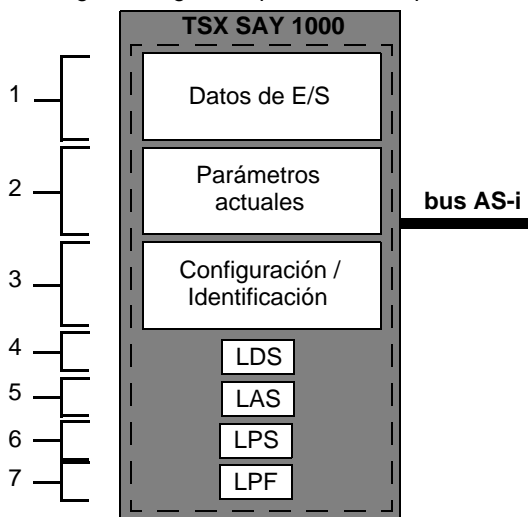 TSX SAY 1000
1
Datos de E/S
2
Parámetros
actuales
bus AS-i
3
Configuración /
Identificación
4
LDS
5
LAS
6
LPS
7
LPF